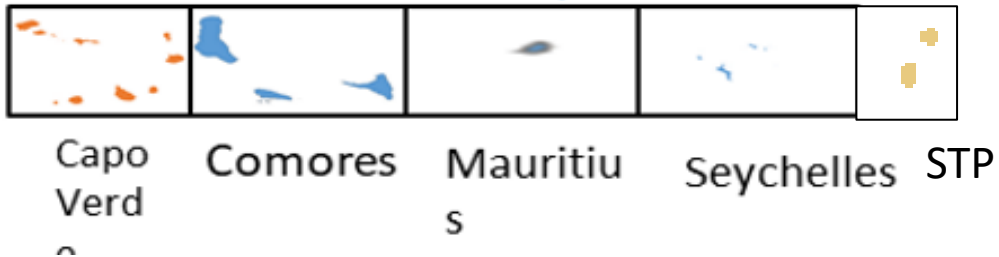 Capo
Verd
e
Comores
Mauritiu
s
Seychelles
STP